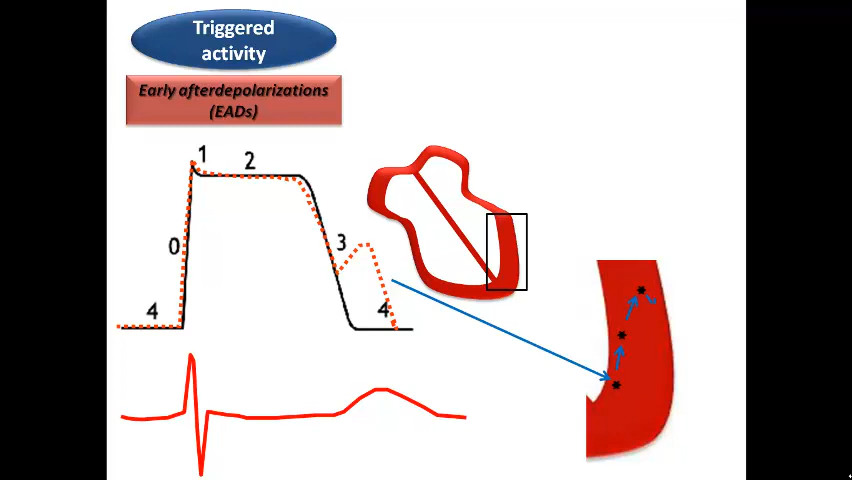 Triggered
activity
Early afterdepolarizations
(EADs)
1
2
0
3
4
4